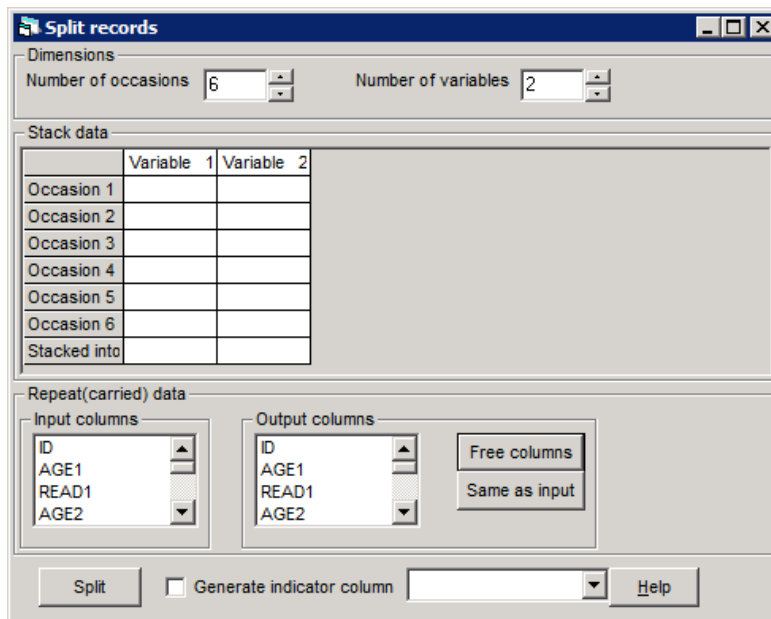 Split records
Dimensions
Number of occasions 6 Number of variables 2
Stack data
Variable 1 Variable 2
Occasion 1
Occasion 2
Occasion 3
Occasion 4
Occasion 5
Occasion 6
Stacked into
Repeat(carried) data
Input columns
ID
AGE1
READ1
AGE2
Output columns
ID
AGE1
READ1
AGE2
Free columns
Same as input
Split Generate indicator column Help